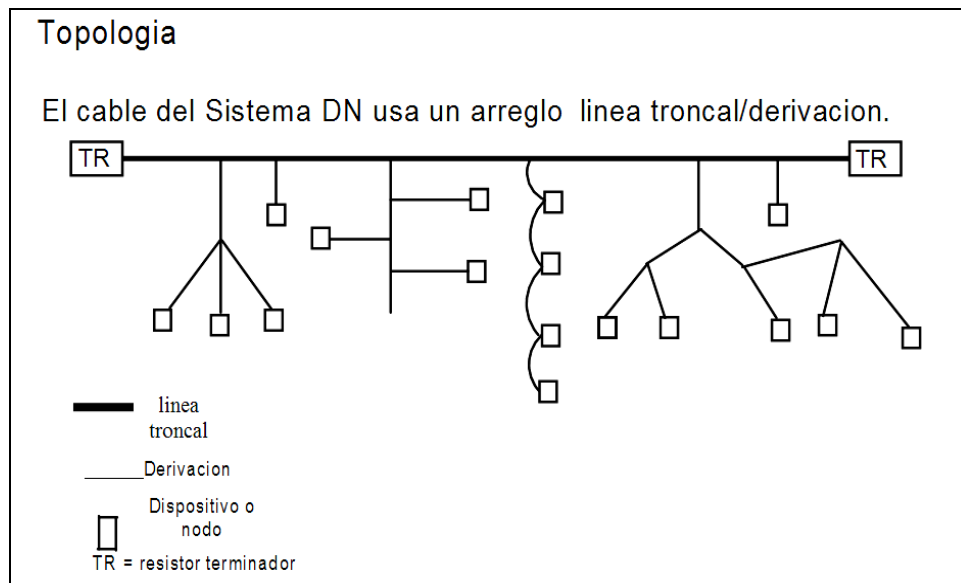 Topologia
El cable del Sistema DN usa un arreglo linea troncal/derivacion.
TR
TR
linea
troncal
Derivacion
Dispositivo o
nodo
TR = resistor terminador